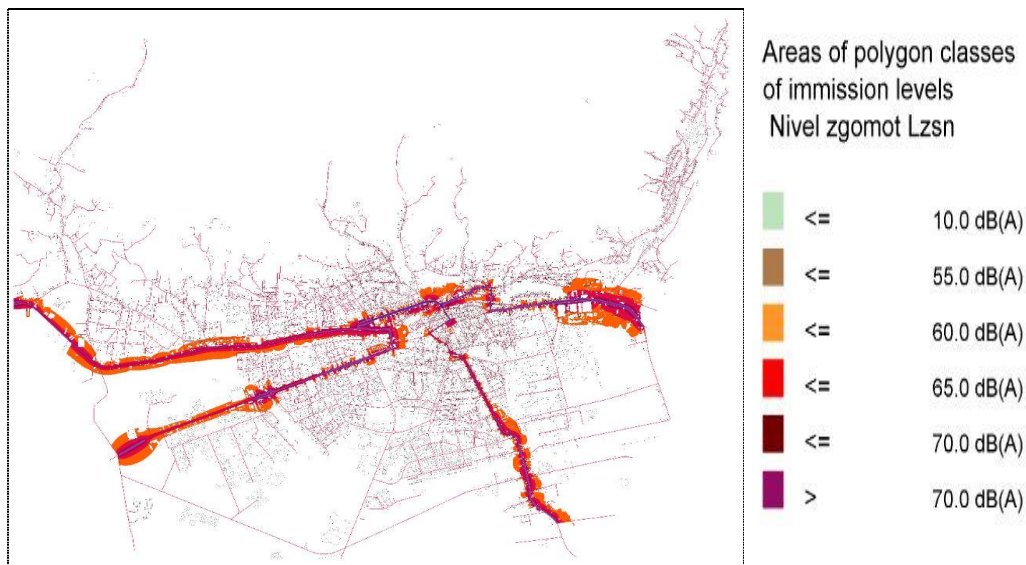 Areas of polygon classes
of immission levels
Nivel zgomot Lzsn
<= 10.0 dB(A)
<= 55.0 dB(A)
<= 60.0 dB(A)
<= 65.0 dB(A)
<= 70.0 dB(A)
> 70.0 dB(A)